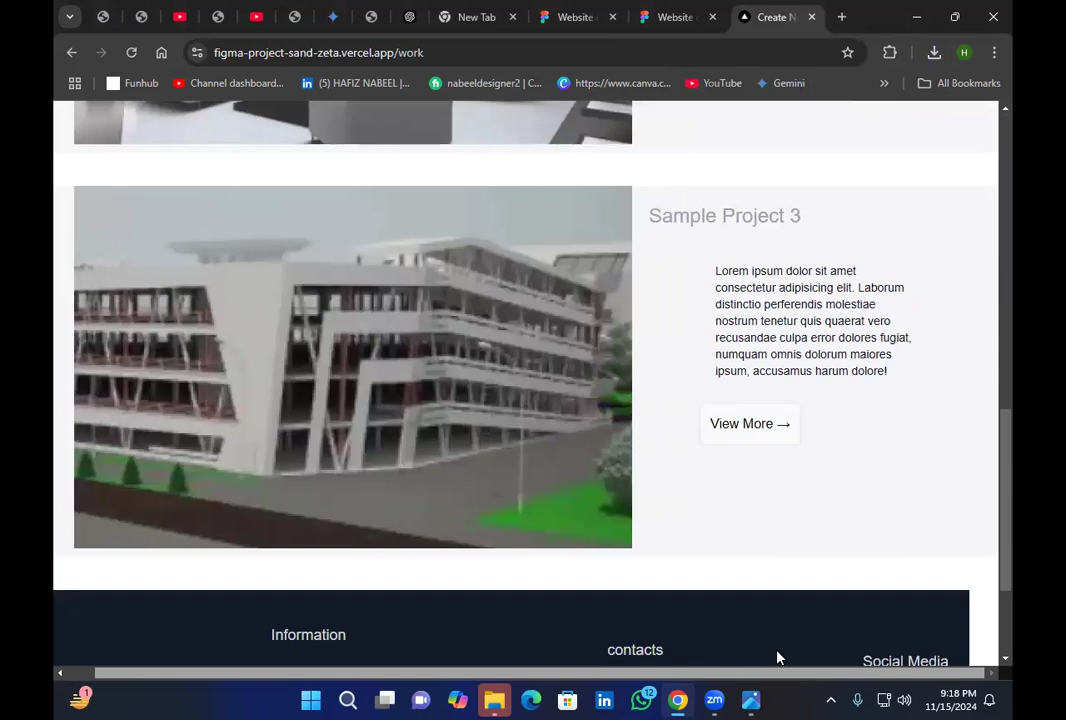 New Tab
Website
Website
Create N
figma-project-sand-zeta.vercel.app/work
H
Funhub
Channel dashboard...
(5) HAFIZ NABEEL |...
nabeeldesigner2 | C...
https://www.canva.c...
YouTube
Gemini
»
All Bookmarks
Sample Project 3
Lorem ipsum dolor sit amet
consectetur adipisicing elit. Laborum
distinctio perferendis molestiae
nostrum tenetur quis quaerat vero
recusandae culpa error dolores fugiat,
numquam omnis dolorum maiores
ipsum, accusamus harum dolore!
View More →
Information
contacts
Social Media
1
12
zm
9:18 PM
11/15/2024